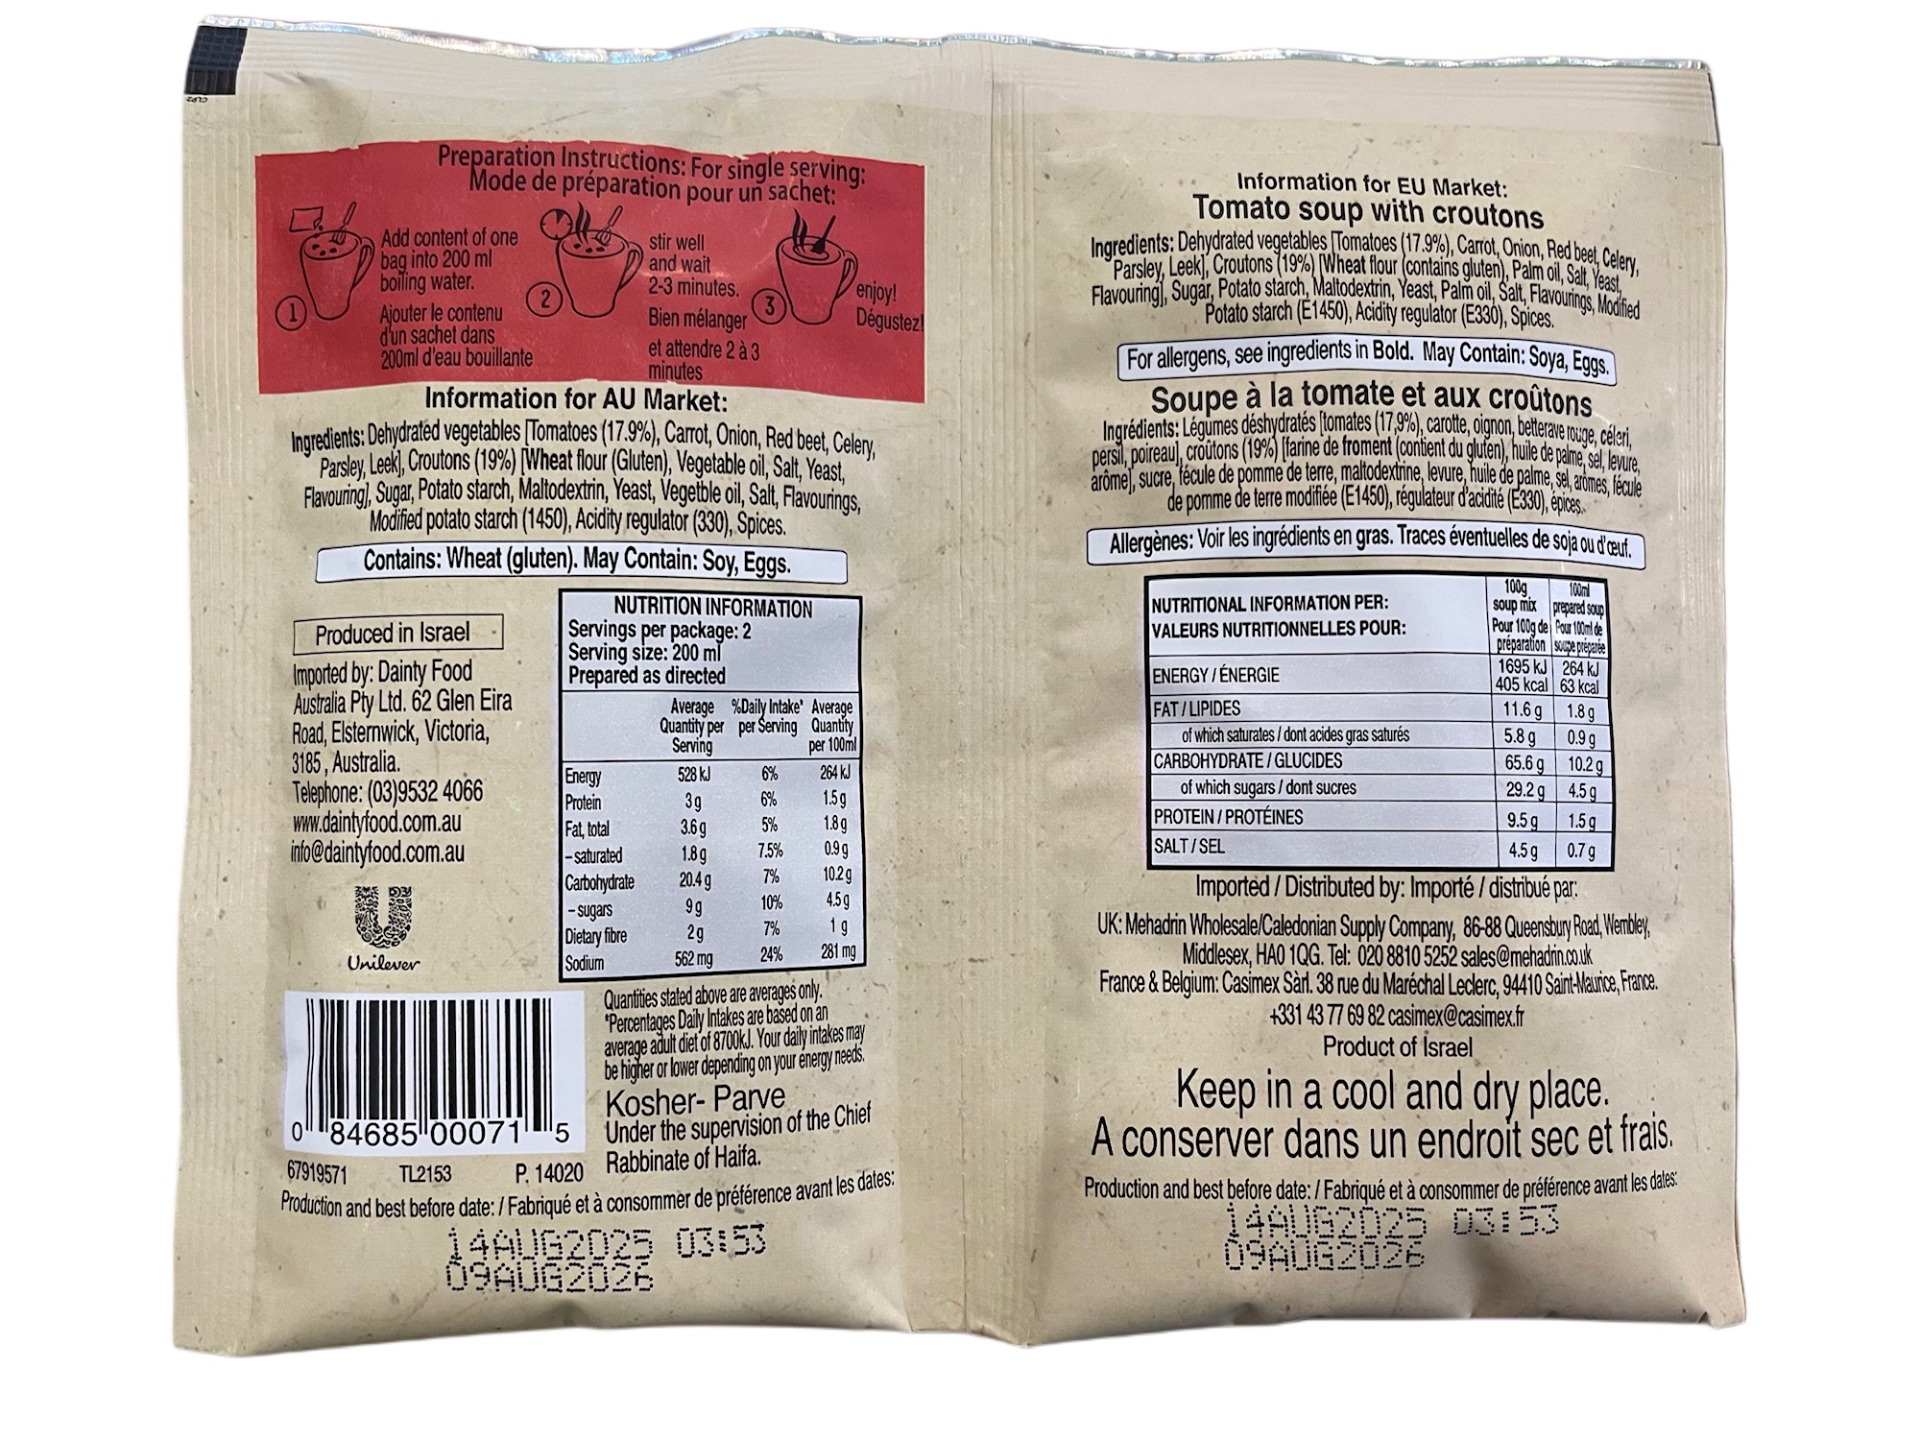 CUP2
Preparation Instructions: For single serving:
Mode de préparation pour un sachet:
1
Add content of one
bag into 200 ml
boiling water.
Ajouter le contenu
d'un sachet dans
200ml d'eau bouillante
2
stir well
and wait
2-3 minutes.
Bien mélanger
et attendre 2 à 3
minutes
3
enjoy!
Dégustez!
Information for AU Market:
Ingredients: Dehydrated vegetables [Tomatoes (17.9%), Carrot, Onion, Red beet, Celery,
Parsley, Leek], Croutons (19%) [Wheat flour (Gluten), Vegetable oil, Salt, Yeast,
Flavouring], Sugar, Potato starch, Maltodextrin, Yeast, Vegetble oil, Salt, Flavourings,
Modified potato starch (1450), Acidity regulator (330), Spices.
Contains: Wheat (gluten). May Contain: Soy, Eggs.
Produced in Israel
Imported by: Dainty Food
Australia Pty Ltd. 62 Glen Eira
Road, Elsternwick, Victoria,
3185, Australia.
Telephone: (03)9532 4066
www.daintyfood.com.au
info@daintyfood.com.au
Unilever
NUTRITION INFORMATION
Servings per package: 2
Serving size: 200 ml
Prepared as directed
Average Quantity per Serving %Daily Intake* per Serving Average Quantity per 100ml
Energy 528 kJ 6% 264 kJ
Protein 3 g 6% 1.5 g
Fat, total 3.6 g 5% 1.8 g
- saturated 1.8 g 7.5% 0.9 g
Carbohydrate 20.4 g 7% 10.2 g
- sugars 9 g 10% 4.5 g
Dietary fibre 2 g 7% 1 g
Sodium 562 mg 24% 281 mg
Quantities stated above are averages only.
*Percentages Daily Intakes are based on an
average adult diet of 8700kJ. Your daily intakes may
be higher or lower depending on your energy needs.
Kosher- Parve
Under the supervision of the Chief
Rabbinate of Haifa.
0 84685 00071 5
67919571 TL2153 P. 14020
Production and best before date: / Fabriqué et à consommer de préférence avant les dates:
14AUG2025 03:53
09AUG2026
Information for EU Market:
Tomato soup with croutons
Ingredients: Dehydrated vegetables [Tomatoes (17.9%), Carrot, Onion, Red beet, Celery,
Parsley, Leek], Croutons (19%) [Wheat flour (contains gluten), Palm oil, Salt, Yeast,
Flavouring], Sugar, Potato starch, Maltodextrin, Yeast, Palm oil, Salt, Flavourings, Modified
Potato starch (E1450), Acidity regulator (E330), Spices.
For allergens, see ingredients in Bold. May Contain: Soya, Eggs.
Soupe à la tomate et aux croûtons
Ingrédients: Légumes déshydratés [tomates (17,9%), carotte, oignon, betterave rouge, céleri,
persil, poireau], croûtons (19%) [farine de froment (contient du gluten), huile de palme, sel, levure,
arôme], sucre, fécule de pomme de terre, maltodextrine, levure, huile de palme, sel, arômes, fécule
de pomme de terre modifiée (E1450), régulateur d'acidité (E330), épices.
Allergènes: Voir les ingrédients en gras. Traces éventuelles de soja ou d'œuf.
NUTRITIONAL INFORMATION PER: 100g soup mix 100ml prepared soup
VALEURS NUTRITIONNELLES POUR: Pour 100g de préparation Pour 100ml de soupe préparée
ENERGY / ÉNERGIE 1695 kJ 405 kcal 264 kJ 63 kcal
FAT / LIPIDES 11.6 g 1.8 g
of which saturates / dont acides gras saturés 5.8 g 0.9 g
CARBOHYDRATE / GLUCIDES 65.6 g 10.2 g
of which sugars / dont sucres 29.2 g 4.5 g
PROTEIN / PROTÉINES 9.5 g 1.5 g
SALT / SEL 4.5 g 0.7 g
Imported / Distributed by: Importé / distribué par:
UK: Mehadrin Wholesale/Caledonian Supply Company, 86-88 Queensbury Road, Wembley,
Middlesex, HA0 1QG. Tel: 020 8810 5252 sales@mehadrin.co.uk
France & Belgium: Casimex Sàrl. 38 rue du Maréchal Leclerc, 94410 Saint-Maurice, France.
+331 43 77 69 82 casimex@casimex.fr
Product of Israel
Keep in a cool and dry place.
A conserver dans un endroit sec et frais.
Production and best before date: / Fabriqué et à consommer de préférence avant les dates:
14AUG2025 03:53
09AUG2026